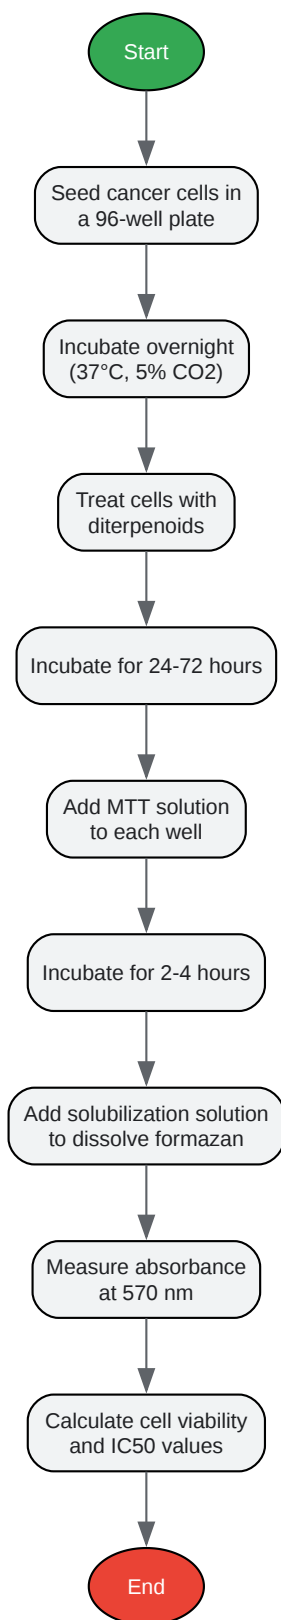 Start
Seed cancer cells in
a 96-well plate
Incubate overnight
(37°C, 5% CO2)
Treat cells with
diterpenoids
Incubate for 24-72 hours
Add MTT solution
to each well
Incubate for 2-4 hours
Add solubilization solution
to dissolve formazan
Measure absorbance
at 570 nm
Calculate cell viability
and IC50 values
End